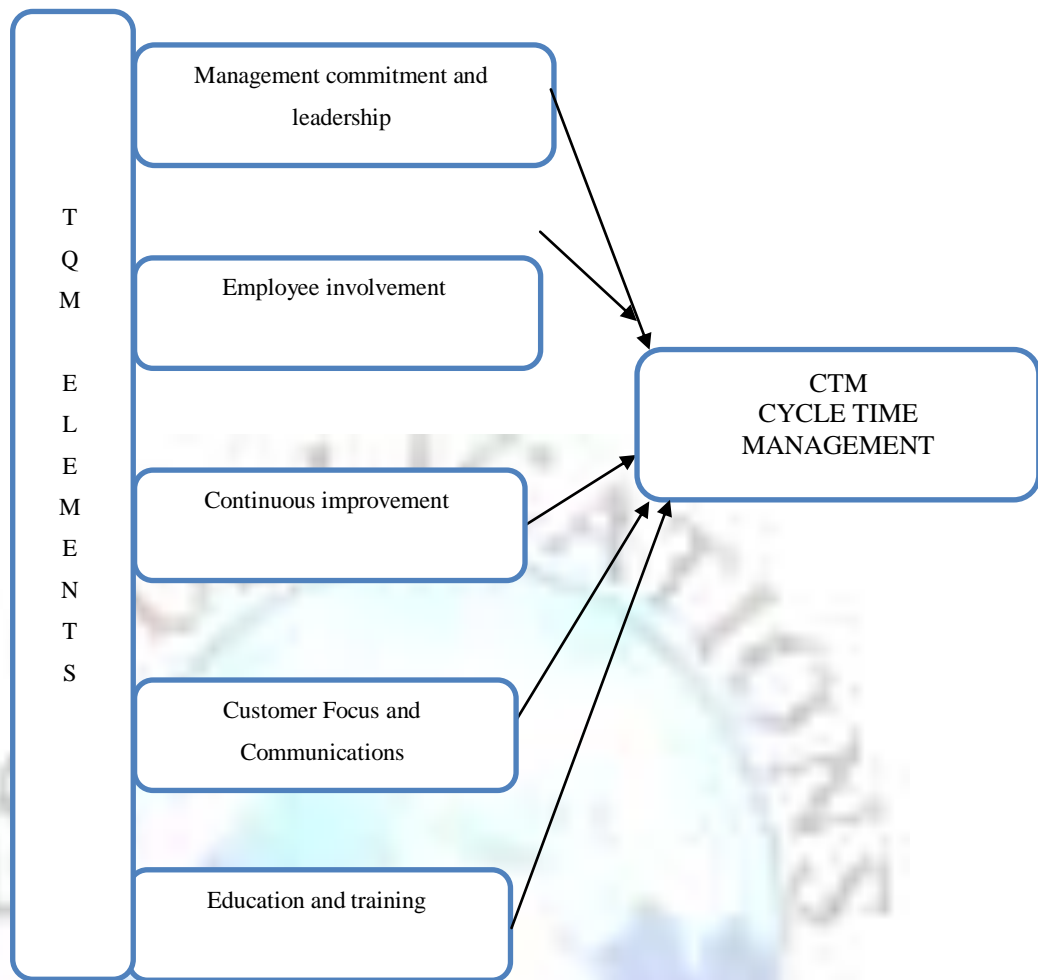 T
Q
M
E
L
E
M
E
N
T
S
Management commitment and
leadership
Employee involvement
Continuous improvement
Customer Focus and
Communications
Education and training
CTM
CYCLE TIME
MANAGEMENT